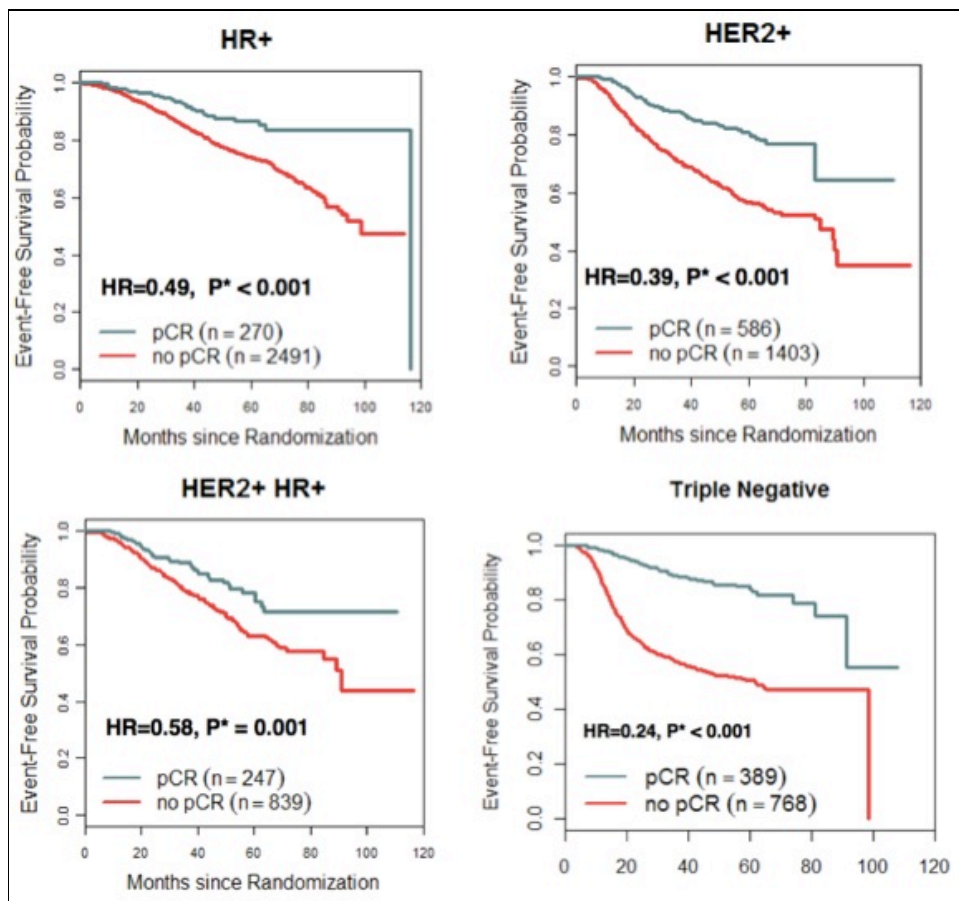 HR+
Event-Free Survival Probability
1.0
0.8
0.6
0.4
0.2
0.0
HR=0.49, P* < 0.001
pCR (n = 270)
no pCR (n = 2491)
0 20 40 60 80 100 120
Months since Randomization
HER2+
Event-Free Survival Probability
1.0
0.8
0.6
0.4
0.2
0.0
HR=0.39, P* < 0.001
pCR (n = 586)
no pCR (n = 1403)
0 20 40 60 80 100 120
Months since Randomization
HER2+ HR+
Event-Free Survival Probability
1.0
0.8
0.6
0.4
0.2
0.0
HR=0.58, P* = 0.001
pCR (n = 247)
no pCR (n = 839)
0 20 40 60 80 100 120
Months since Randomization
Triple Negative
Event-Free Survival Probability
1.0
0.8
0.6
0.4
0.2
0.0
HR=0.24, P* < 0.001
pCR (n = 389)
no pCR (n = 768)
0 20 40 60 80 100 120